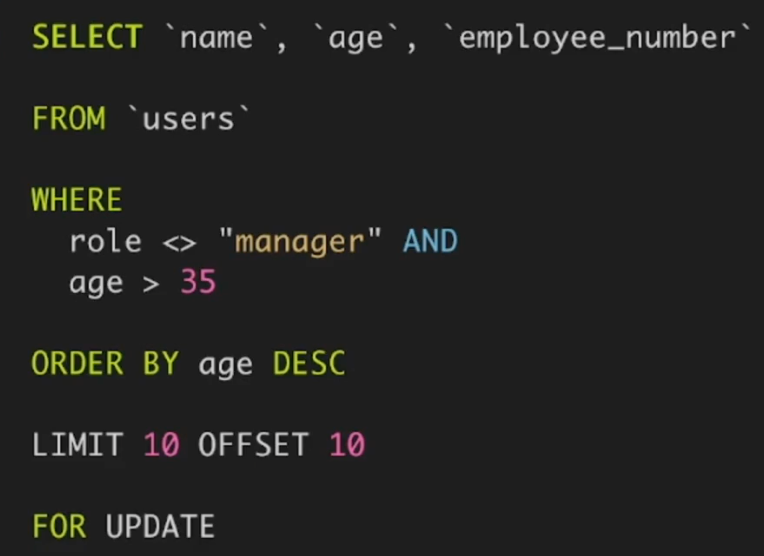 SELECT `name`, `age`, `employee_number`
FROM `users`
WHERE
role <> "manager" AND
age > 35
ORDER BY age DESC
LIMIT 10 OFFSET 10
FOR UPDATE